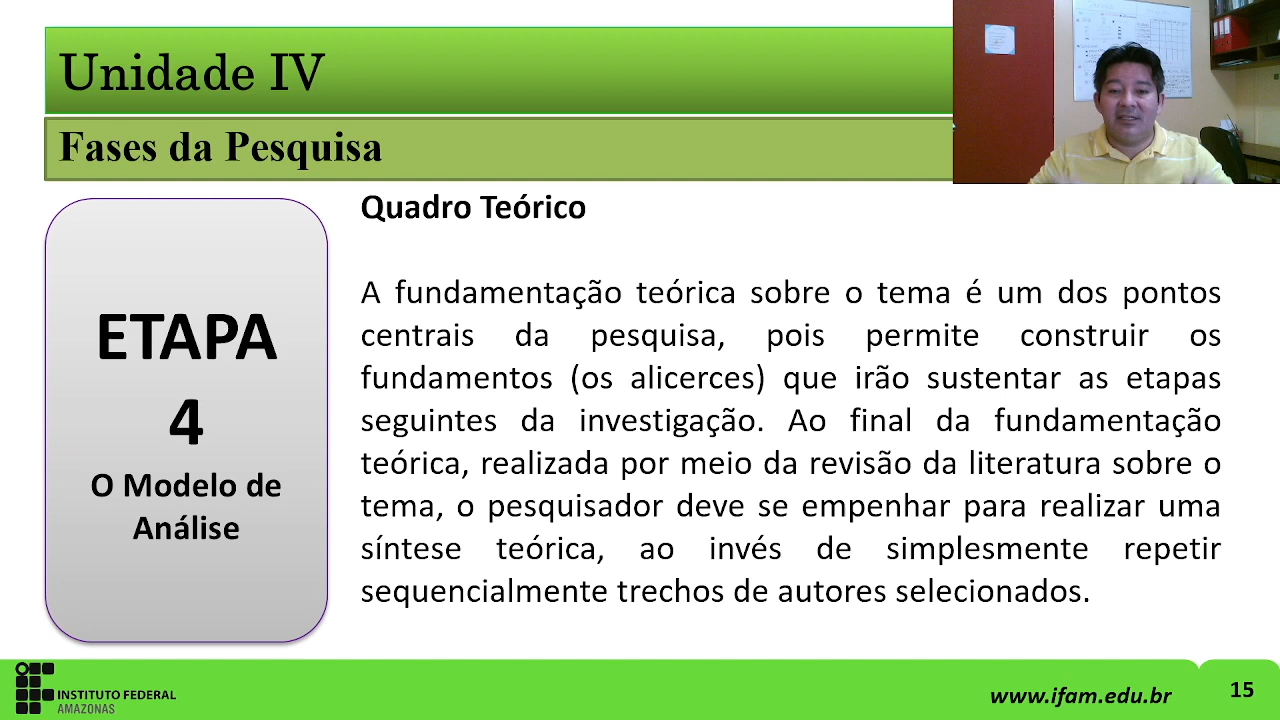 Unidade IV
Fases da Pesquisa
ETAPA
4
O Modelo de
Análise
Quadro Teórico
A fundamentação teórica sobre o tema é um dos pontos
centrais da pesquisa, pois permite construir os
fundamentos (os alicerces) que irão sustentar as etapas
seguintes da investigação. Ao final da fundamentação
teórica, realizada por meio da revisão da literatura sobre o
tema, o pesquisador deve se empenhar para realizar uma
síntese teórica, ao invés de simplesmente repetir
sequencialmente trechos de autores selecionados.
INSTITUTO FEDERAL
AMAZONAS
www.ifam.edu.br
15